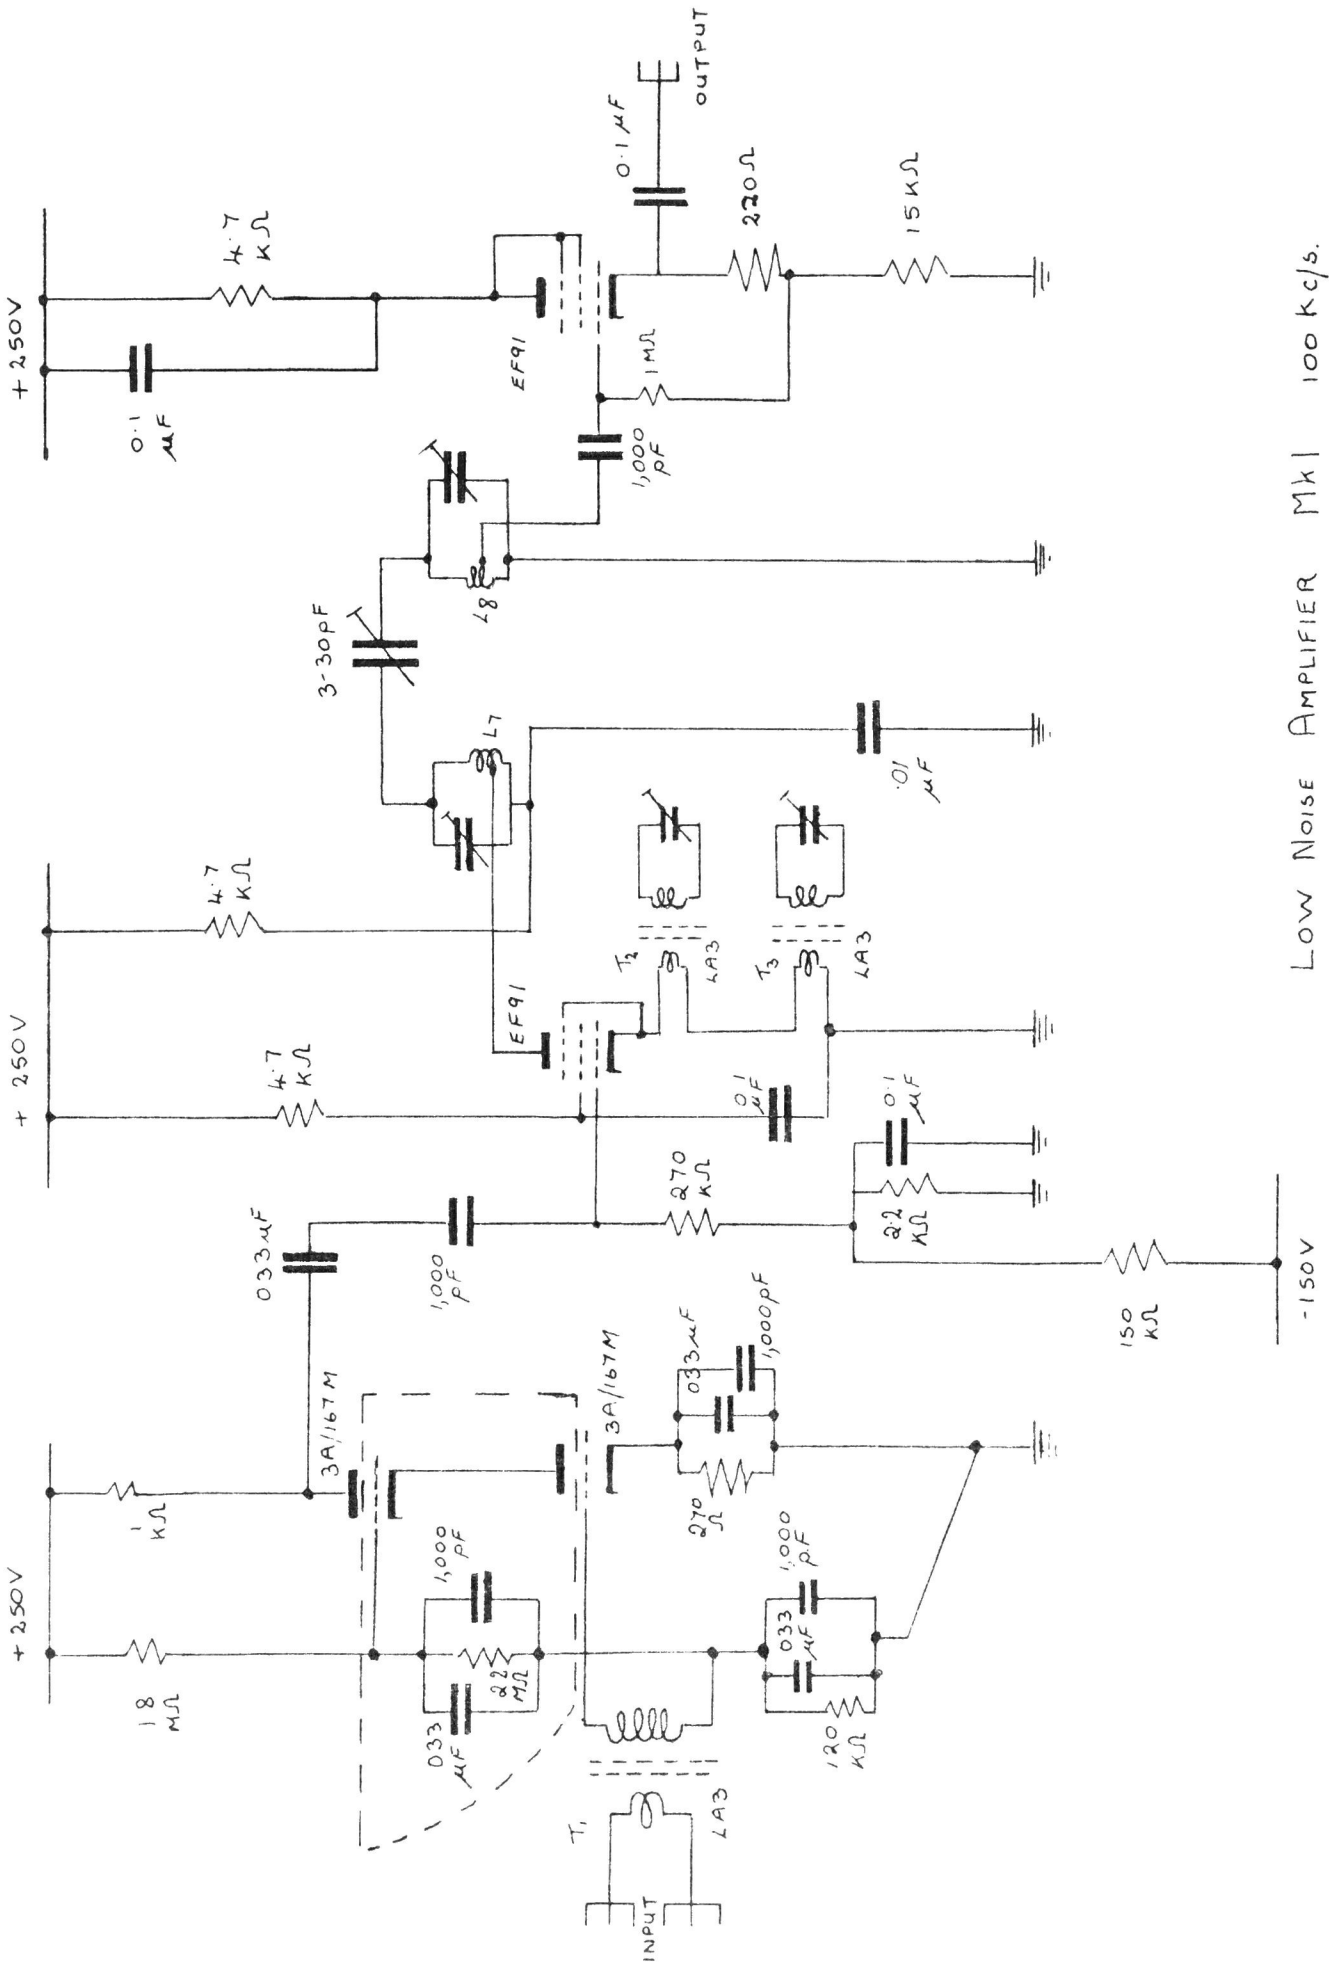 +250V
+250V
+250V
1
KΩ
18
MΩ
0.1
µF
4.7
KΩ
4.7
KΩ
4.7
KΩ
033µF
3-30pF
3A/167M
1,000
pF
033
µF
22
MΩ
1,000
pF
L7
L8
EF91
EF91
T1
INPUT
LA3
3A/167M
T2
LA3
1,000
pF
1MΩ
0.1µF
OUTPUT
270
Ω
033µF
1,000pF
270
KΩ
0.1
µF
T3
LA3
220Ω
120
KΩ
033
µF
1,000
pF
2.2
KΩ
0.1
µF
.01
µF
15KΩ
150
KΩ
-150V
LOW NOISE AMPLIFIER Mk1 100 Kc/s.